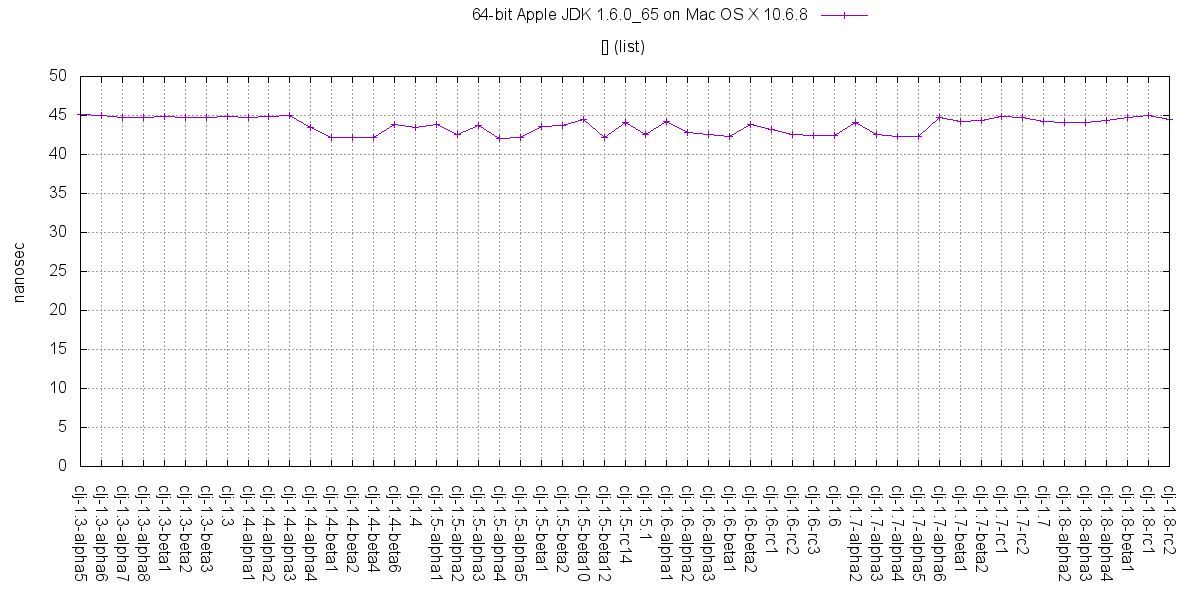 64-bit Apple JDK 1.6.0_65 on Mac OS X 10.6.8
[] (list)
nanosec
50
45
40
35
30
25
20
15
10
5
0
clj-1.3-alpha5
clj-1.3-alpha6
clj-1.3-alpha7
clj-1.3-alpha8
clj-1.3-beta1
clj-1.3-beta2
clj-1.3-beta3
clj-1.3
clj-1.4-alpha1
clj-1.4-alpha2
clj-1.4-alpha3
clj-1.4-alpha4
clj-1.4-beta1
clj-1.4-beta2
clj-1.4-beta4
clj-1.4-beta6
clj-1.4
clj-1.5-alpha1
clj-1.5-alpha2
clj-1.5-alpha3
clj-1.5-alpha4
clj-1.5-alpha5
clj-1.5-beta1
clj-1.5-beta2
clj-1.5-beta10
clj-1.5-beta12
clj-1.5-rc14
clj-1.5.1
clj-1.6-alpha1
clj-1.6-alpha2
clj-1.6-alpha3
clj-1.6-beta1
clj-1.6-beta2
clj-1.6-rc1
clj-1.6-rc2
clj-1.6-rc3
clj-1.6
clj-1.7-alpha2
clj-1.7-alpha3
clj-1.7-alpha4
clj-1.7-alpha5
clj-1.7-alpha6
clj-1.7-beta1
clj-1.7-beta2
clj-1.7-rc1
clj-1.7-rc2
clj-1.7
clj-1.8-alpha2
clj-1.8-alpha3
clj-1.8-alpha4
clj-1.8-beta1
clj-1.8-rc1
clj-1.8-rc2